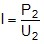 I = P₂ / U₂